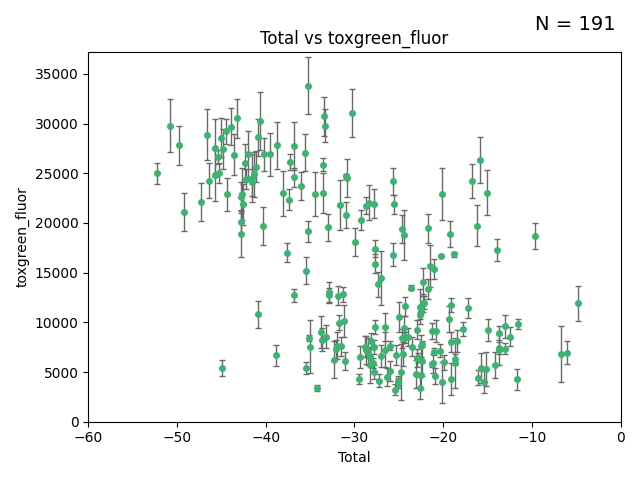 N = 191
Total vs toxgreen_fluor
toxgreen_fluor
35000
30000
25000
20000
15000
10000
5000
0
−60 −50 −40 −30 −20 −10 0
Total